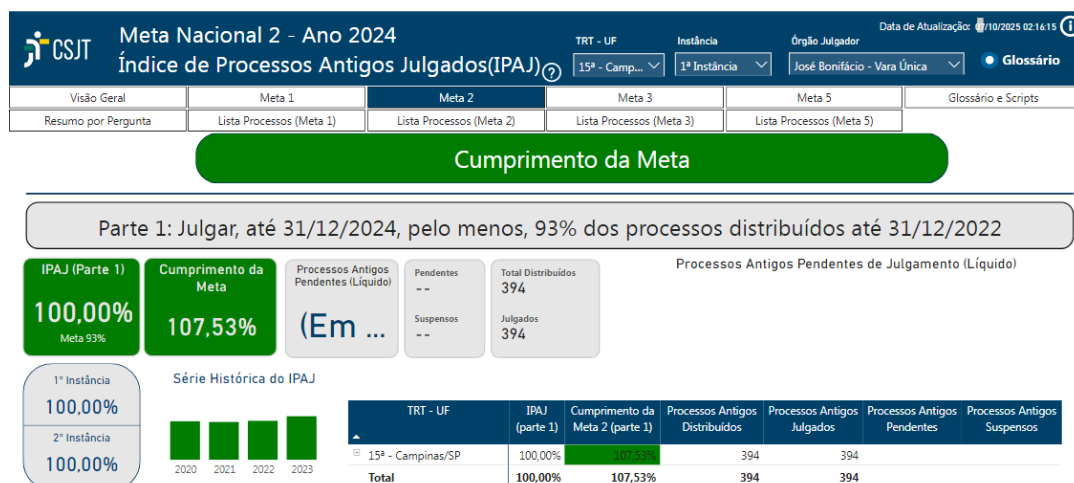 CSJT
Meta Nacional 2 - Ano 2024
Índice de Processos Antigos Julgados(IPAJ)
TRT - UF
15ª - Camp...
Instância
1ª Instância
Órgão Julgador
José Bonifácio - Vara Única
Data de Atualização: 07/10/2025 02:16:15
Glossário
Visão Geral
Meta 1
Meta 2
Meta 3
Meta 5
Glossário e Scripts
Resumo por Pergunta
Lista Processos (Meta 1)
Lista Processos (Meta 2)
Lista Processos (Meta 3)
Lista Processos (Meta 5)
Cumprimento da Meta
Parte 1: Julgar, até 31/12/2024, pelo menos, 93% dos processos distribuídos até 31/12/2022
IPAJ (Parte 1)
100,00%
Meta 93%
Cumprimento da
Meta
107,53%
Processos Antigos
Pendentes (Líquido)
(Em ...
Pendentes
--
Suspensos
--
Total Distribuídos
394
Julgados
394
Processos Antigos Pendentes de Julgamento (Líquido)
1° Instância
100,00%
2° Instância
100,00%
Série Histórica do IPAJ
2020 2021 2022 2023
TRT - UF IPAJ (parte 1) Cumprimento da Meta 2 (parte 1) Processos Antigos Distribuídos Processos Antigos Julgados Processos Antigos Pendentes Processos Antigos Suspensos
15ª - Campinas/SP 100,00% 107,53% 394 394
Total 100,00% 107,53% 394 394